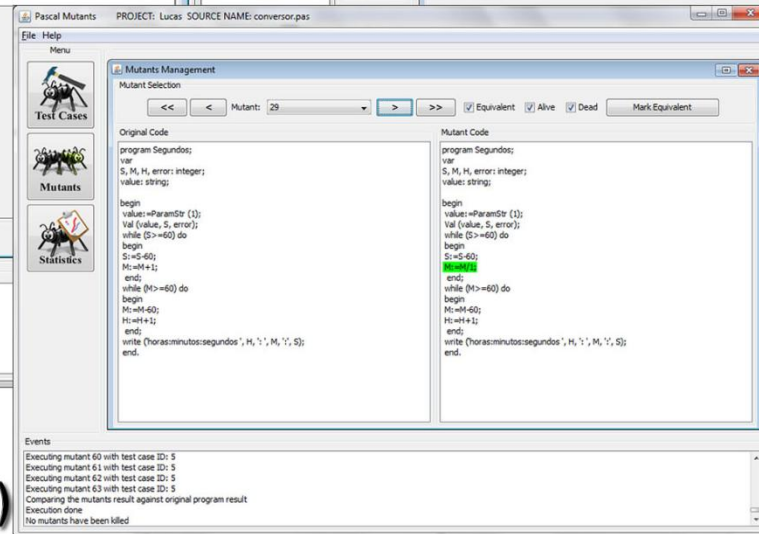 Pascal Mutants PROJECT: Lucas SOURCE NAME: conversor.pas
File Help
Menu
Test Cases
Mutants
Statistics
Mutants Management
Mutant Selection
<< < Mutant: 29 > >> Equivalent Alive Dead Mark Equivalent
Original Code
program Segundos;
var
S, M, H, error: integer;
value: string;
begin
value:=ParamStr (1);
Val (value, S, error);
while (S>=60) do
begin
S:=S-60;
M:=M+1;
end;
while (M>=60) do
begin
M:=M-60;
H:=H+1;
end;
write ('horas:minutos:segundos ', H, ': ', M, ':', S);
end.
Mutant Code
program Segundos;
var
S, M, H, error: integer;
value: string;
begin
value:=ParamStr (1);
Val (value, S, error);
while (S>=60) do
begin
S:=S-60;
M:=M/1;
end;
while (M>=60) do
begin
M:=M-60;
H:=H+1;
end;
write ('horas:minutos:segundos ', H, ': ', M, ':', S);
end.
Events
Executing mutant 60 with test case ID: 5
Executing mutant 61 with test case ID: 5
Executing mutant 62 with test case ID: 5
Executing mutant 63 with test case ID: 5
Comparing the mutants result against original program result
Execution done
No mutants have been killed
)